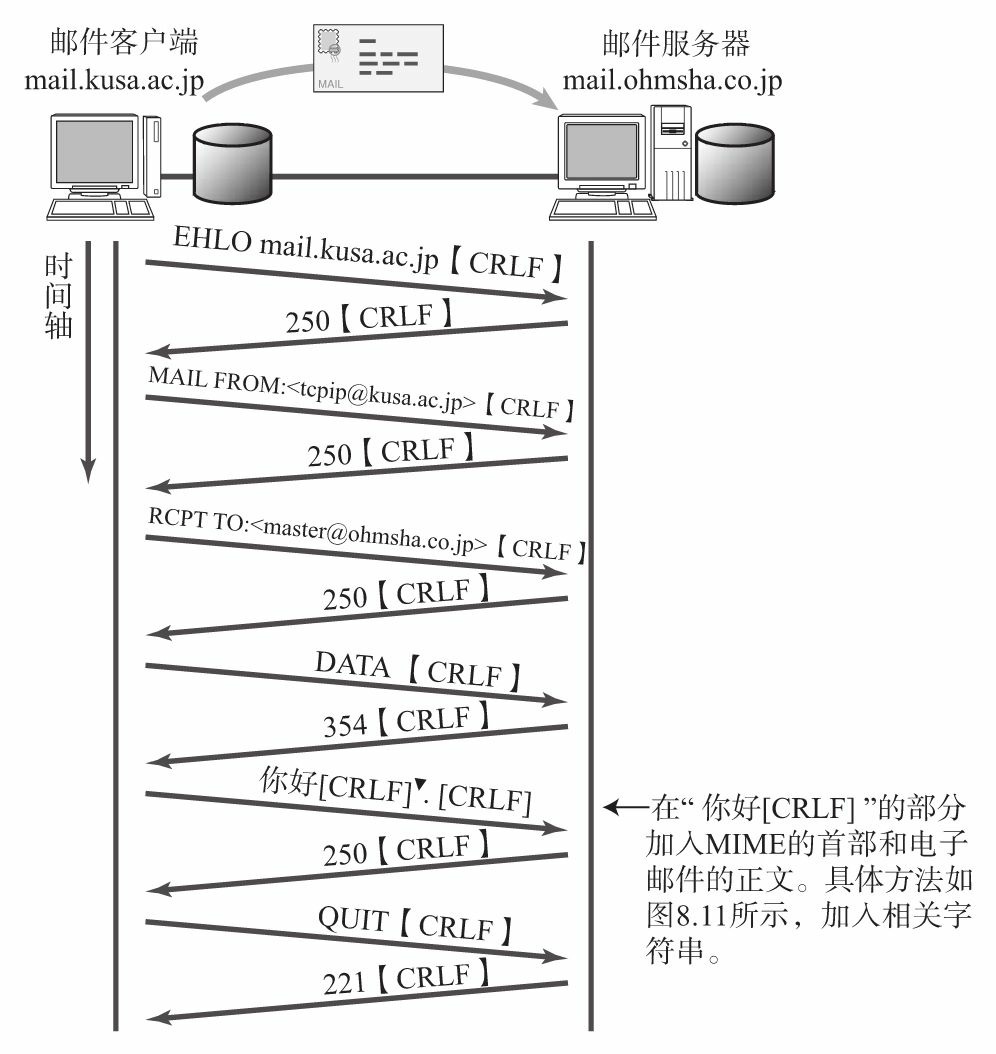 邮件客户端
mail.kusa.ac.jp
MAIL
邮件服务器
mail.ohmsha.co.jp
时间轴
EHLO mail.kusa.ac.jp【CRLF】
250【CRLF】
MAIL FROM:<tcpip@kusa.ac.jp>【CRLF】
250【CRLF】
RCPT TO:<master@ohmsha.co.jp>【CRLF】
250【CRLF】
DATA【CRLF】
354【CRLF】
你好[CRLF]▼. [CRLF]
250【CRLF】
QUIT【CRLF】
221【CRLF】
在“你好[CRLF]”的部分
加入MIME的首部和电子
邮件的正文。具体方法如
图8.11所示，加入相关字
符串。